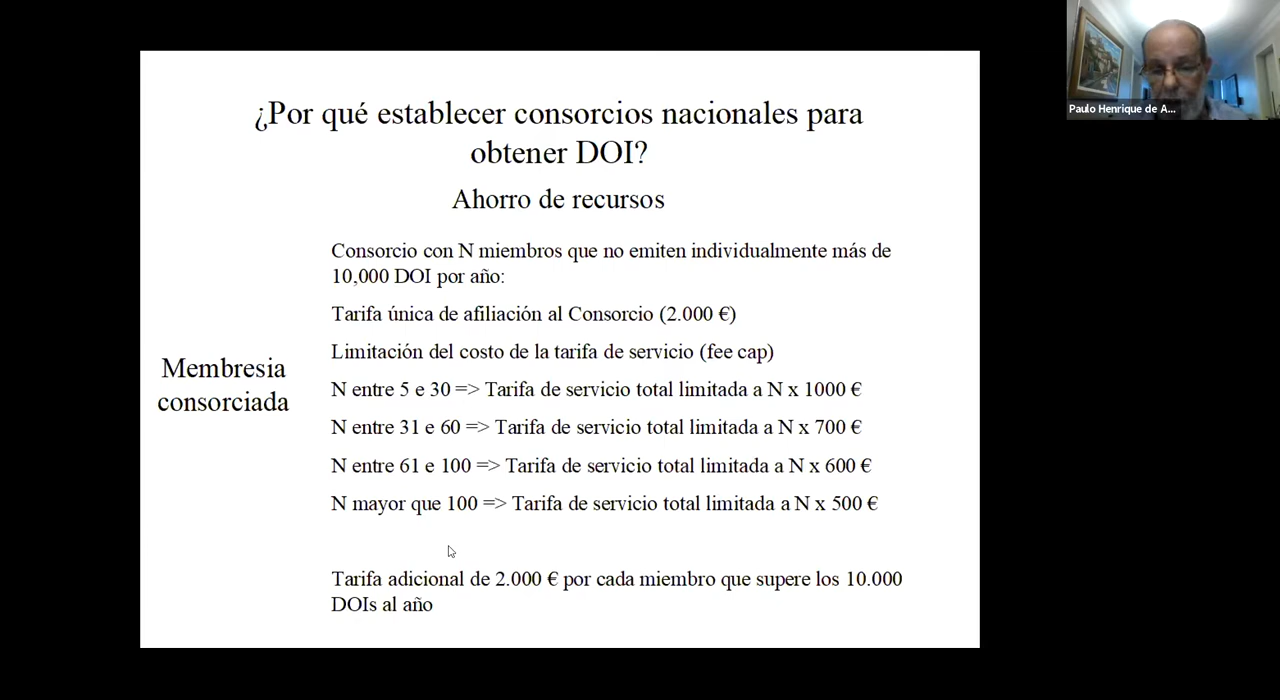 ¿Por qué establecer consorcios nacionales para
obtener DOI?
Ahorro de recursos
Consorcio con N miembros que no emiten individualmente más de
10,000 DOI por año:
Tarifa única de afiliación al Consorcio (2.000 €)
Limitación del costo de la tarifa de servicio (fee cap)
Membresia
consorciada
N entre 5 e 30 => Tarifa de servicio total limitada a N x 1000 €
N entre 31 e 60 => Tarifa de servicio total limitada a N x 700 €
N entre 61 e 100 => Tarifa de servicio total limitada a N x 600 €
N mayor que 100 => Tarifa de servicio total limitada a N x 500 €
Tarifa adicional de 2.000 € por cada miembro que supere los 10.000
DOIs al año
Paulo Henrique de A...